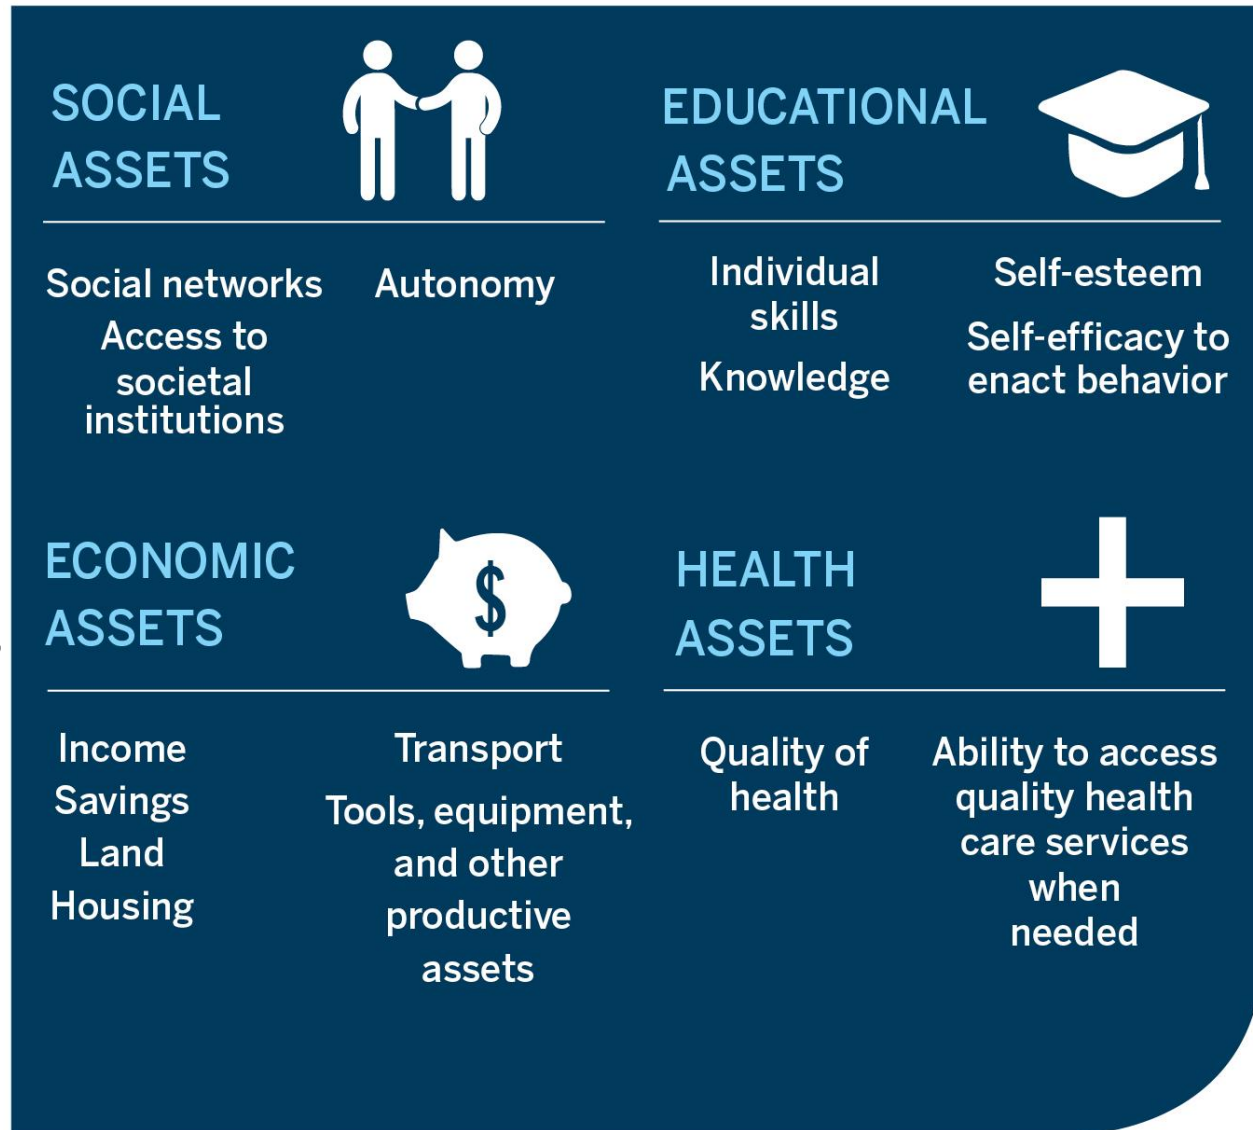 SOCIAL
ASSETS
Social networks
Access to
societal
institutions
Autonomy
EDUCATIONAL
ASSETS
Individual
skills
Knowledge
Self-esteem
Self-efficacy to
enact behavior
ECONOMIC
ASSETS
$
Income
Savings
Land
Housing
Transport
Tools, equipment,
and other
productive
assets
HEALTH
ASSETS
Quality of
health
Ability to access
quality health
care services
when
needed